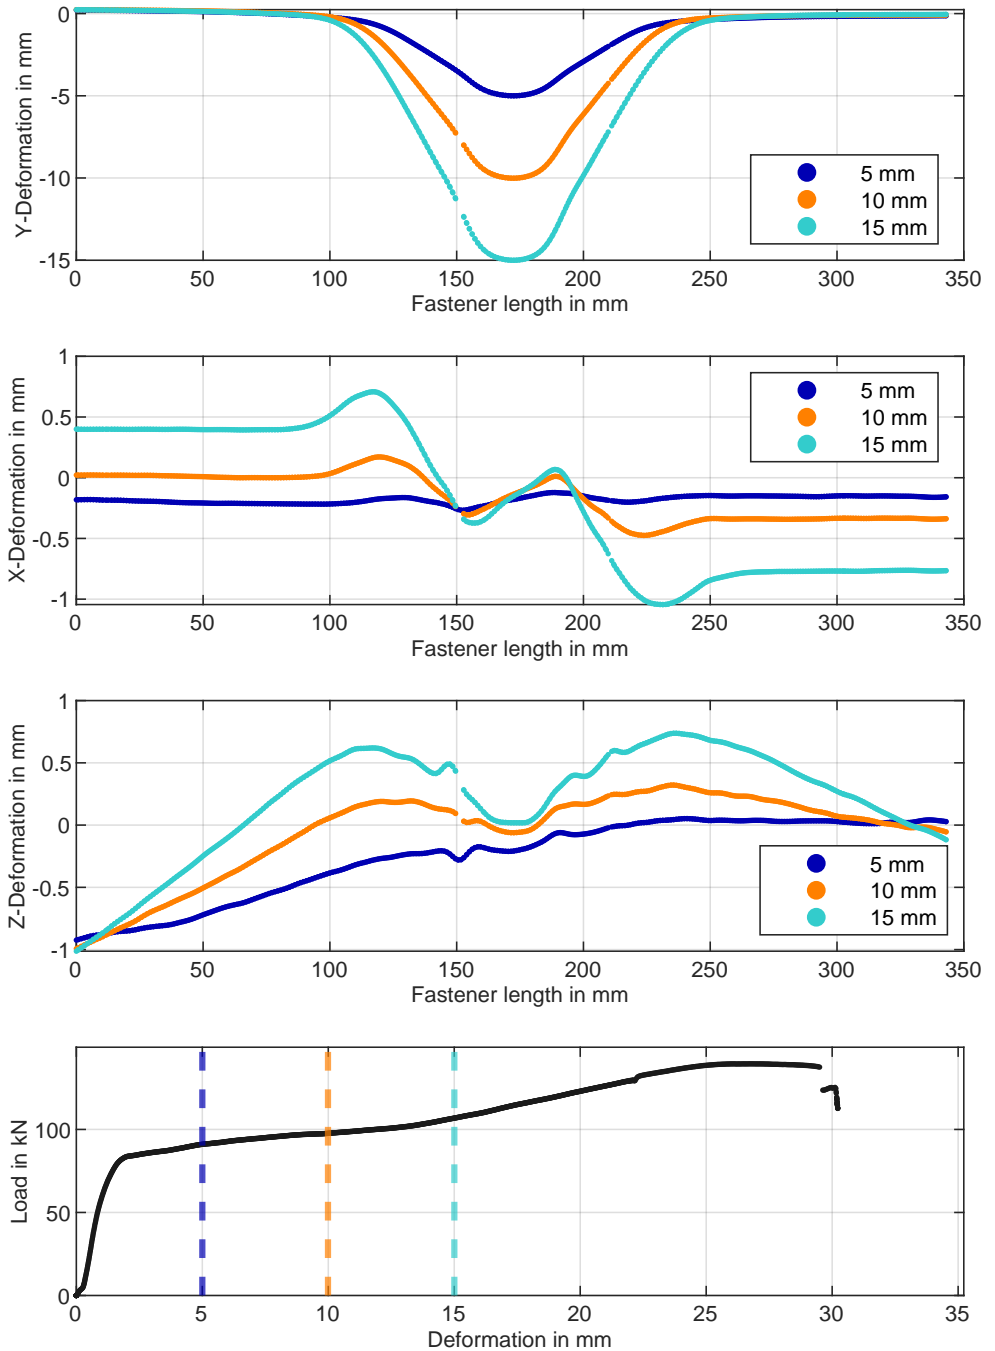 Y-Deformation in mm
0
-5
-10
-15
5 mm
10 mm
15 mm
0 50 100 150 200 250 300 350
Fastener length in mm
X-Deformation in mm
1
0.5
0
-0.5
-1
5 mm
10 mm
15 mm
0 50 100 150 200 250 300 350
Fastener length in mm
Z-Deformation in mm
1
0.5
0
-0.5
-1
5 mm
10 mm
15 mm
0 50 100 150 200 250 300 350
Fastener length in mm
Load in kN
100
50
0
0 5 10 15 20 25 30 35
Deformation in mm